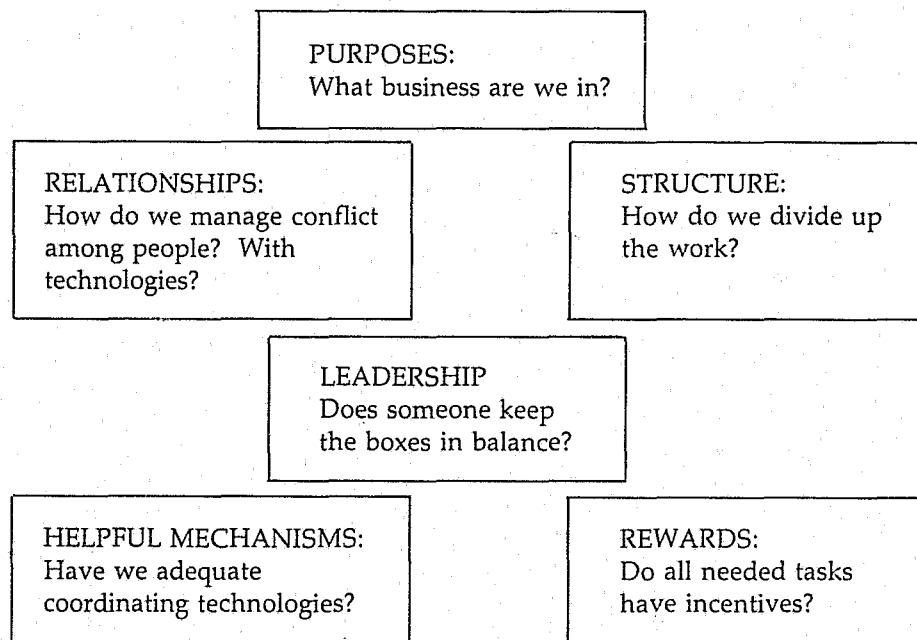 PURPOSES:
What business are we in?
RELATIONSHIPS:
How do we manage conflict
among people? With
technologies?
STRUCTURE:
How do we divide up
the work?
LEADERSHIP
Does someone keep
the boxes in balance?
HELPFUL MECHANISMS:
Have we adequate
coordinating technologies?
REWARDS:
Do all needed tasks
have incentives?